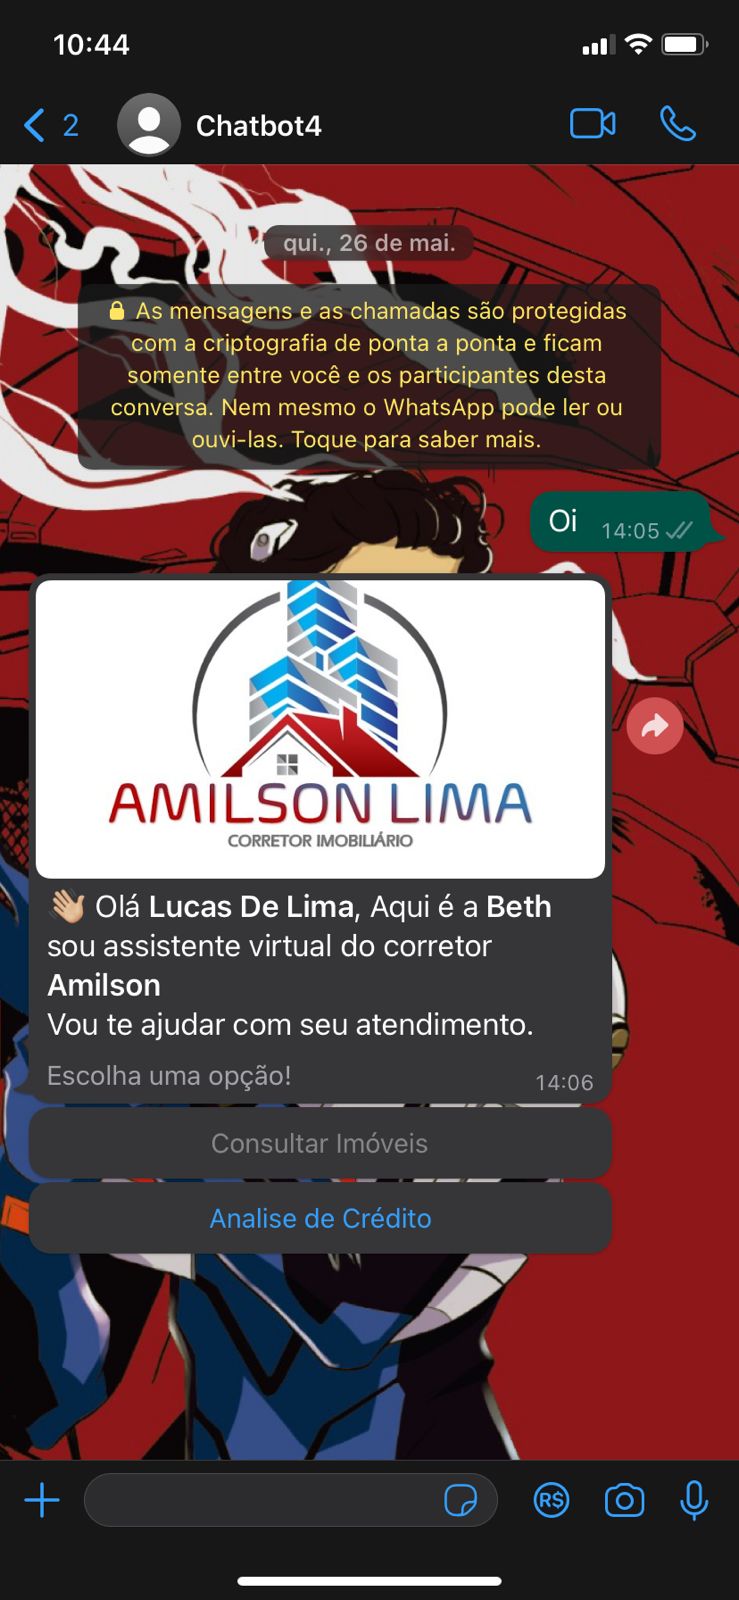 10:44
2
Chatbot4
qui., 26 de mai.
As mensagens e as chamadas são protegidas
com a criptografia de ponta a ponta e ficam
somente entre você e os participantes desta
conversa. Nem mesmo o WhatsApp pode ler ou
ouvi-las. Toque para saber mais.
Oi 14:05
AMILSON LIMA
CORRETOR IMOBILIÁRIO
👋🏼 Olá Lucas De Lima, Aqui é a Beth
sou assistente virtual do corretor
Amilson
Vou te ajudar com seu atendimento.
Escolha uma opção! 14:06
Consultar Imóveis
Analise de Crédito
R$